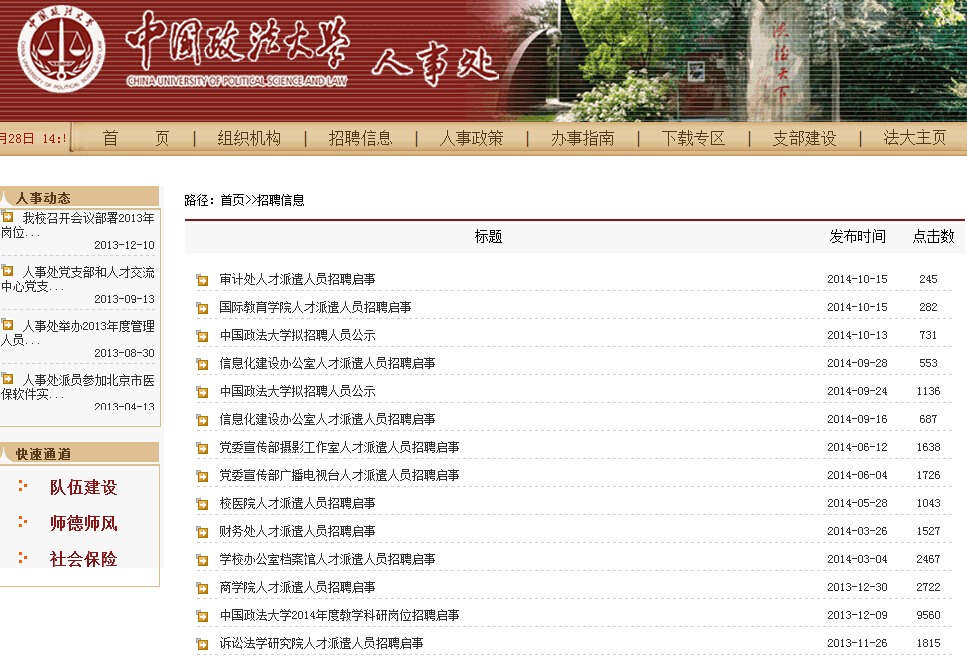 中国政法大学 人事处
CHINA UNIVERSITY OF POLITICAL SCIENCE AND LAW
法治天下
月28日 14:!
首 页 | 组织机构 | 招聘信息 | 人事政策 | 办事指南 | 下载专区 | 支部建设 | 法大主页
人事动态
我校召开会议部署2013年
岗位...
2013-12-10
人事处党支部和人才交流
中心党支...
2013-09-13
人事处举办2013年度管理
人员...
2013-08-30
人事处派员参加北京市医
保软件实...
2013-04-13
快速通道
队伍建设
师德师风
社会保险
路径：首页>>招聘信息
标题 发布时间 点击数
审计处人才派遣人员招聘启事 2014-10-15 245
国际教育学院人才派遣人员招聘启事 2014-10-15 282
中国政法大学拟招聘人员公示 2014-10-13 731
信息化建设办公室人才派遣人员招聘启事 2014-09-28 553
中国政法大学拟招聘人员公示 2014-09-24 1136
信息化建设办公室人才派遣人员招聘启事 2014-09-16 687
党委宣传部摄影工作室人才派遣人员招聘启事 2014-06-12 1638
党委宣传部广播电视台人才派遣人员招聘启事 2014-06-04 1726
校医院人才派遣人员招聘启事 2014-05-28 1043
财务处人才派遣人员招聘启事 2014-03-26 1527
学校办公室档案馆人才派遣人员招聘启事 2014-03-04 2467
商学院人才派遣人员招聘启事 2013-12-30 2722
中国政法大学2014年度教学科研岗位招聘启事 2013-12-09 9560
诉讼法学研究院人才派遣人员招聘启事 2013-11-26 1815